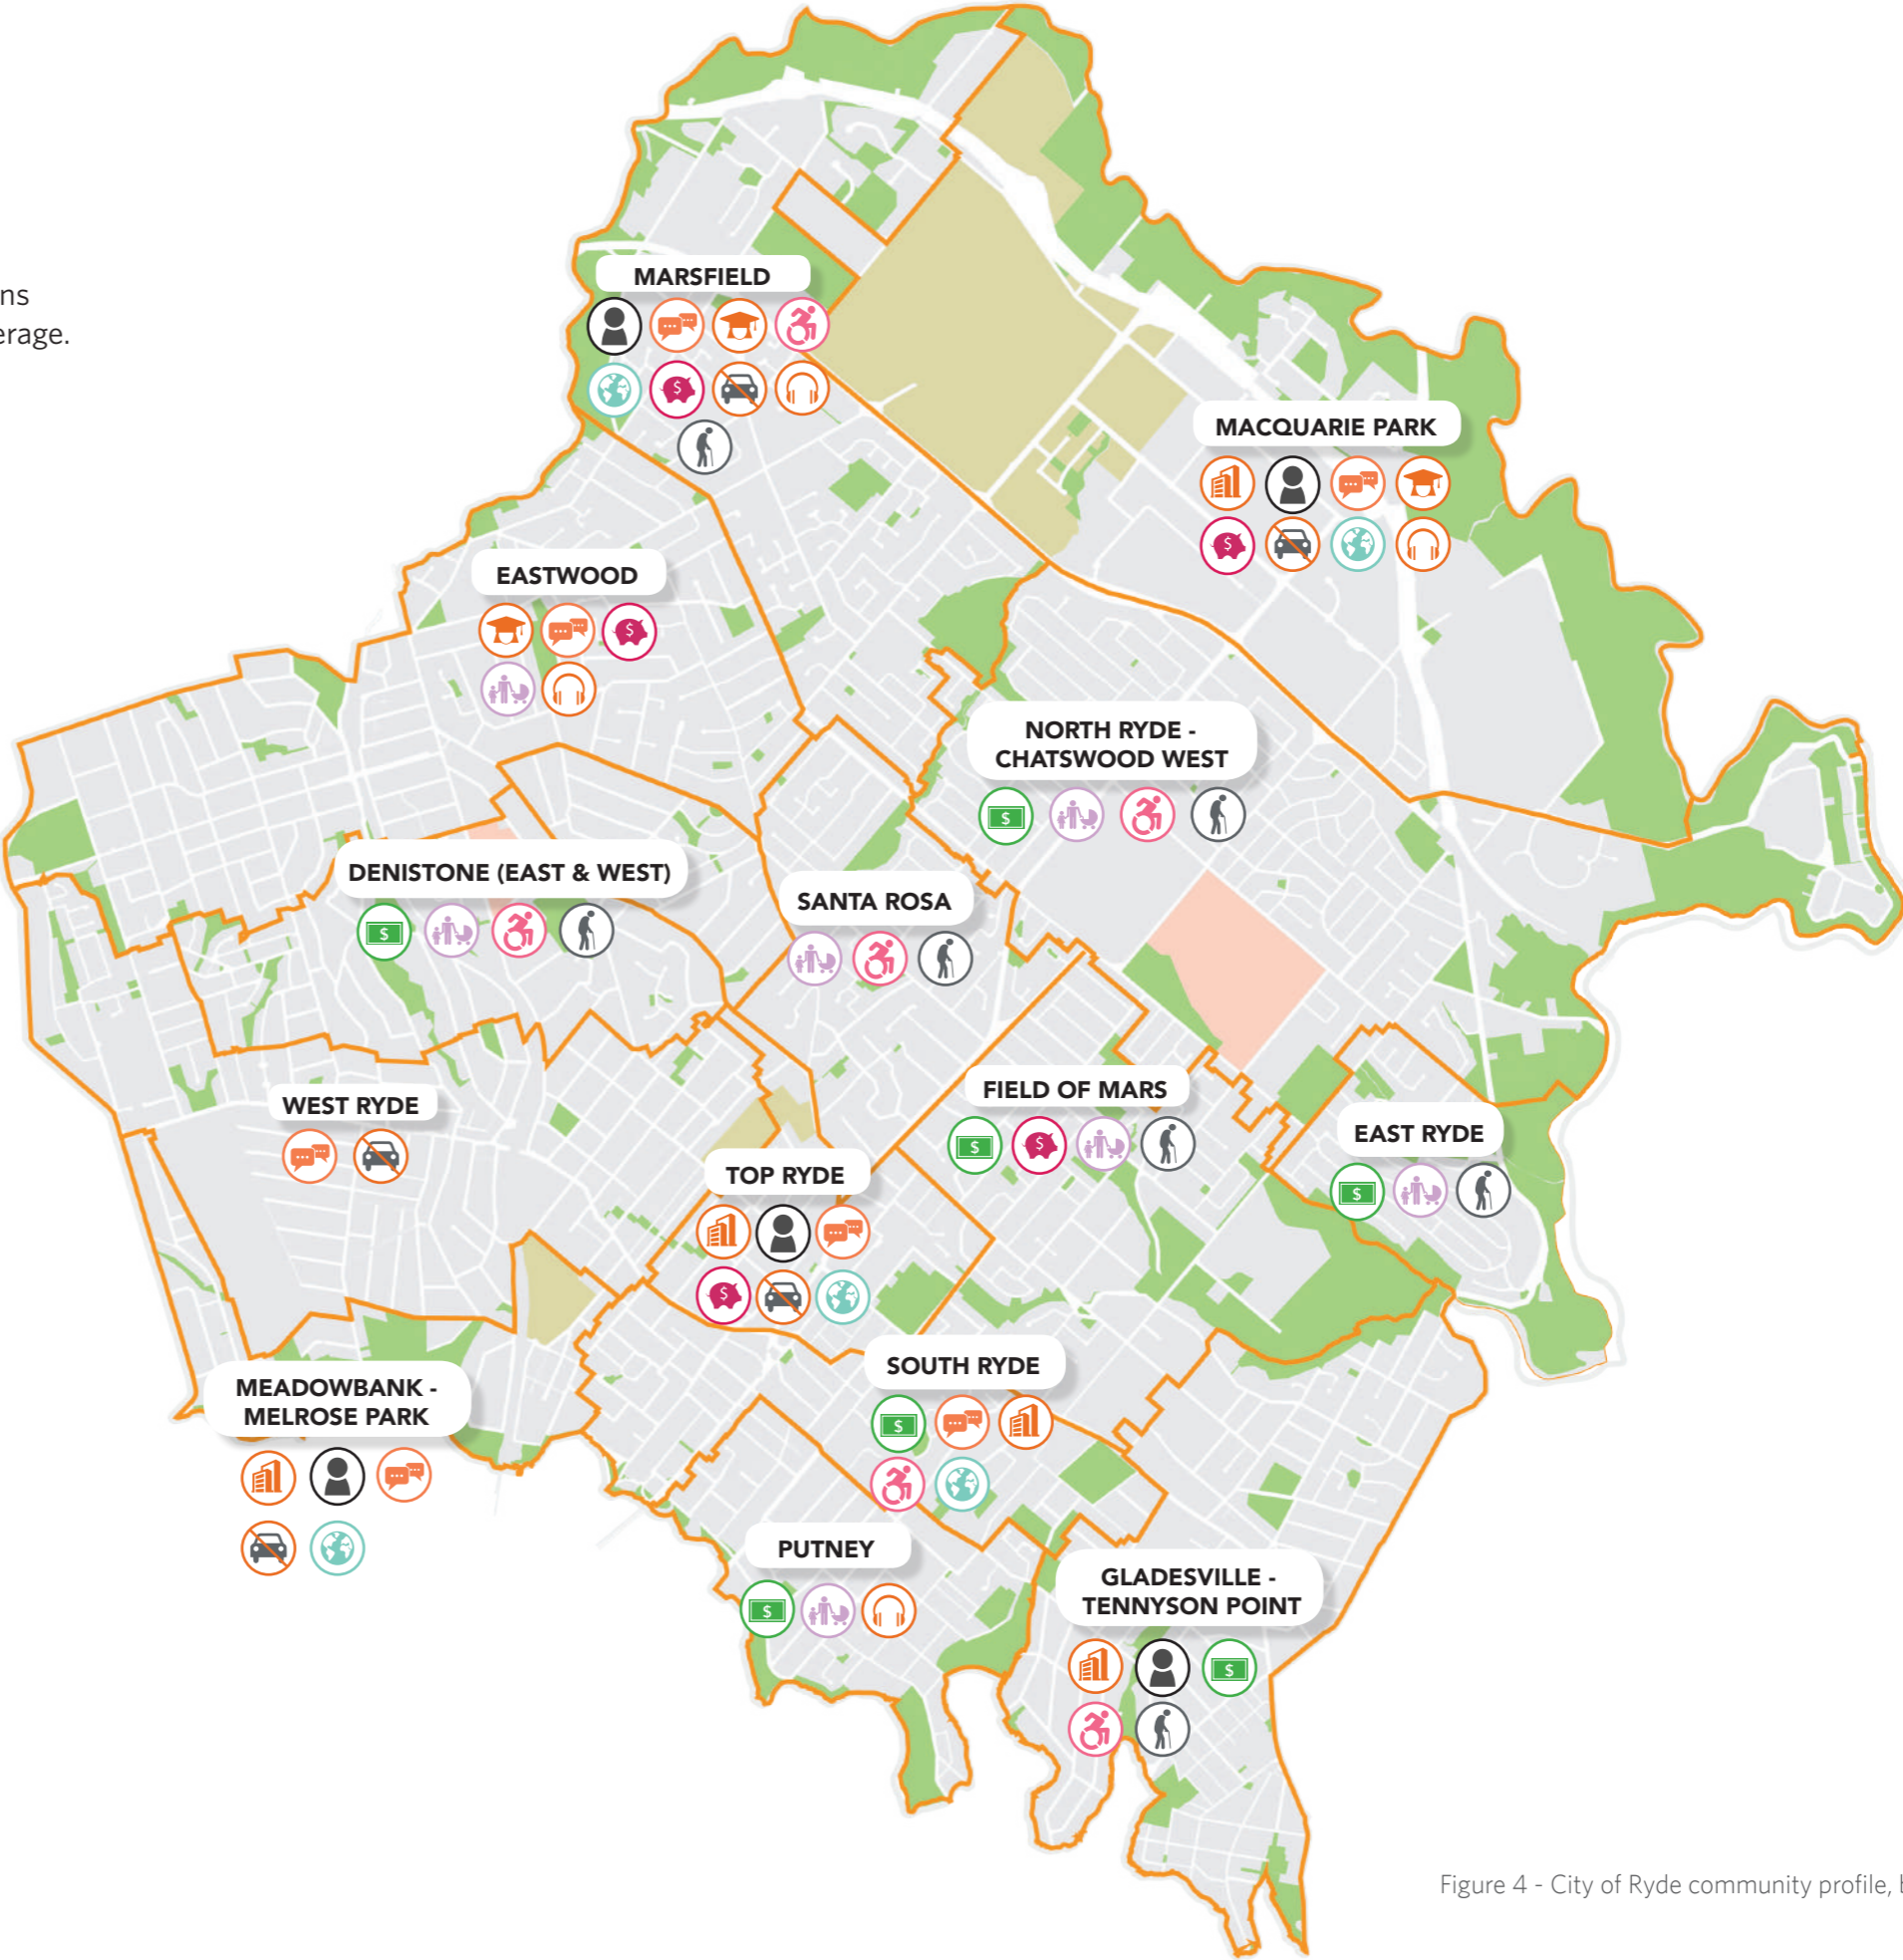 ns
erage.
MARSFIELD
MACQUARIE PARK
EASTWOOD
NORTH RYDE -
CHATSWOOD WEST
DENISTONE (EAST & WEST)
SANTA ROSA
WEST RYDE
FIELD OF MARS
EAST RYDE
TOP RYDE
SOUTH RYDE
MEADOWBANK -
MELROSE PARK
PUTNEY
GLADESVILLE -
TENNYSON POINT
Figure 4 - City of Ryde community profile,